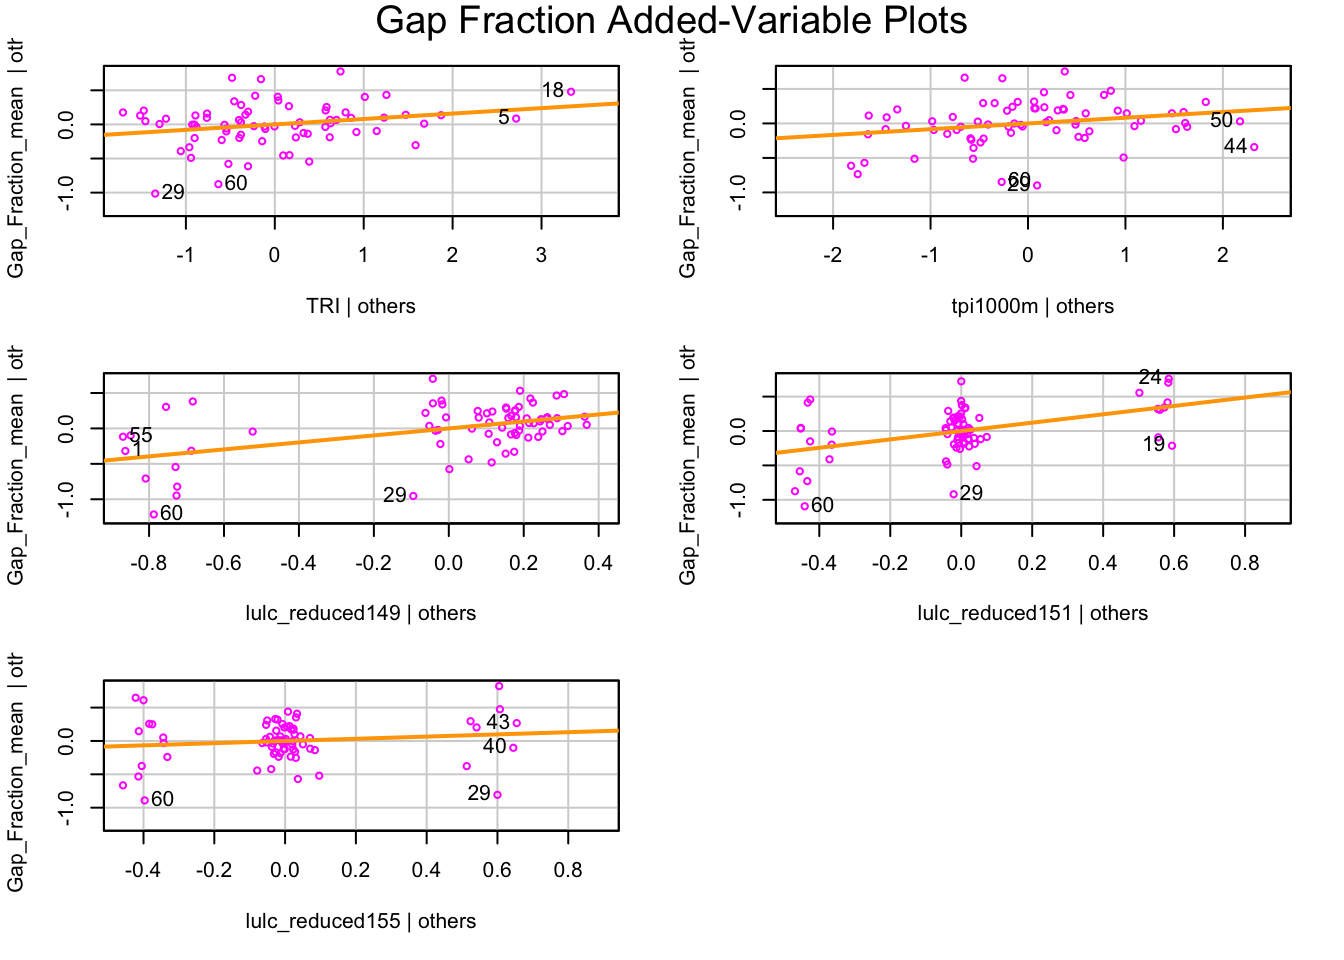 Gap Fraction Added-Variable Plots
Gap_Fraction_mean | otl
0.0
-1.0
18
5
29
60
-1 0 1 2 3
TRI | others
Gap_Fraction_mean | otl
0.0
-1.0
50
44
60
29
-2 -1 0 1 2
tpi1000m | others
Gap_Fraction_mean | otl
0.0
-1.0
55
1
29
60
-0.8 -0.6 -0.4 -0.2 0.0 0.2 0.4
lulc_reduced149 | others
Gap_Fraction_mean | otl
0.0
-1.0
24
19
29
60
-0.4 -0.2 0.0 0.2 0.4 0.6 0.8
lulc_reduced151 | others
Gap_Fraction_mean | otl
0.0
-1.0
43
40
29
60
-0.4 -0.2 0.0 0.2 0.4 0.6 0.8
lulc_reduced155 | others